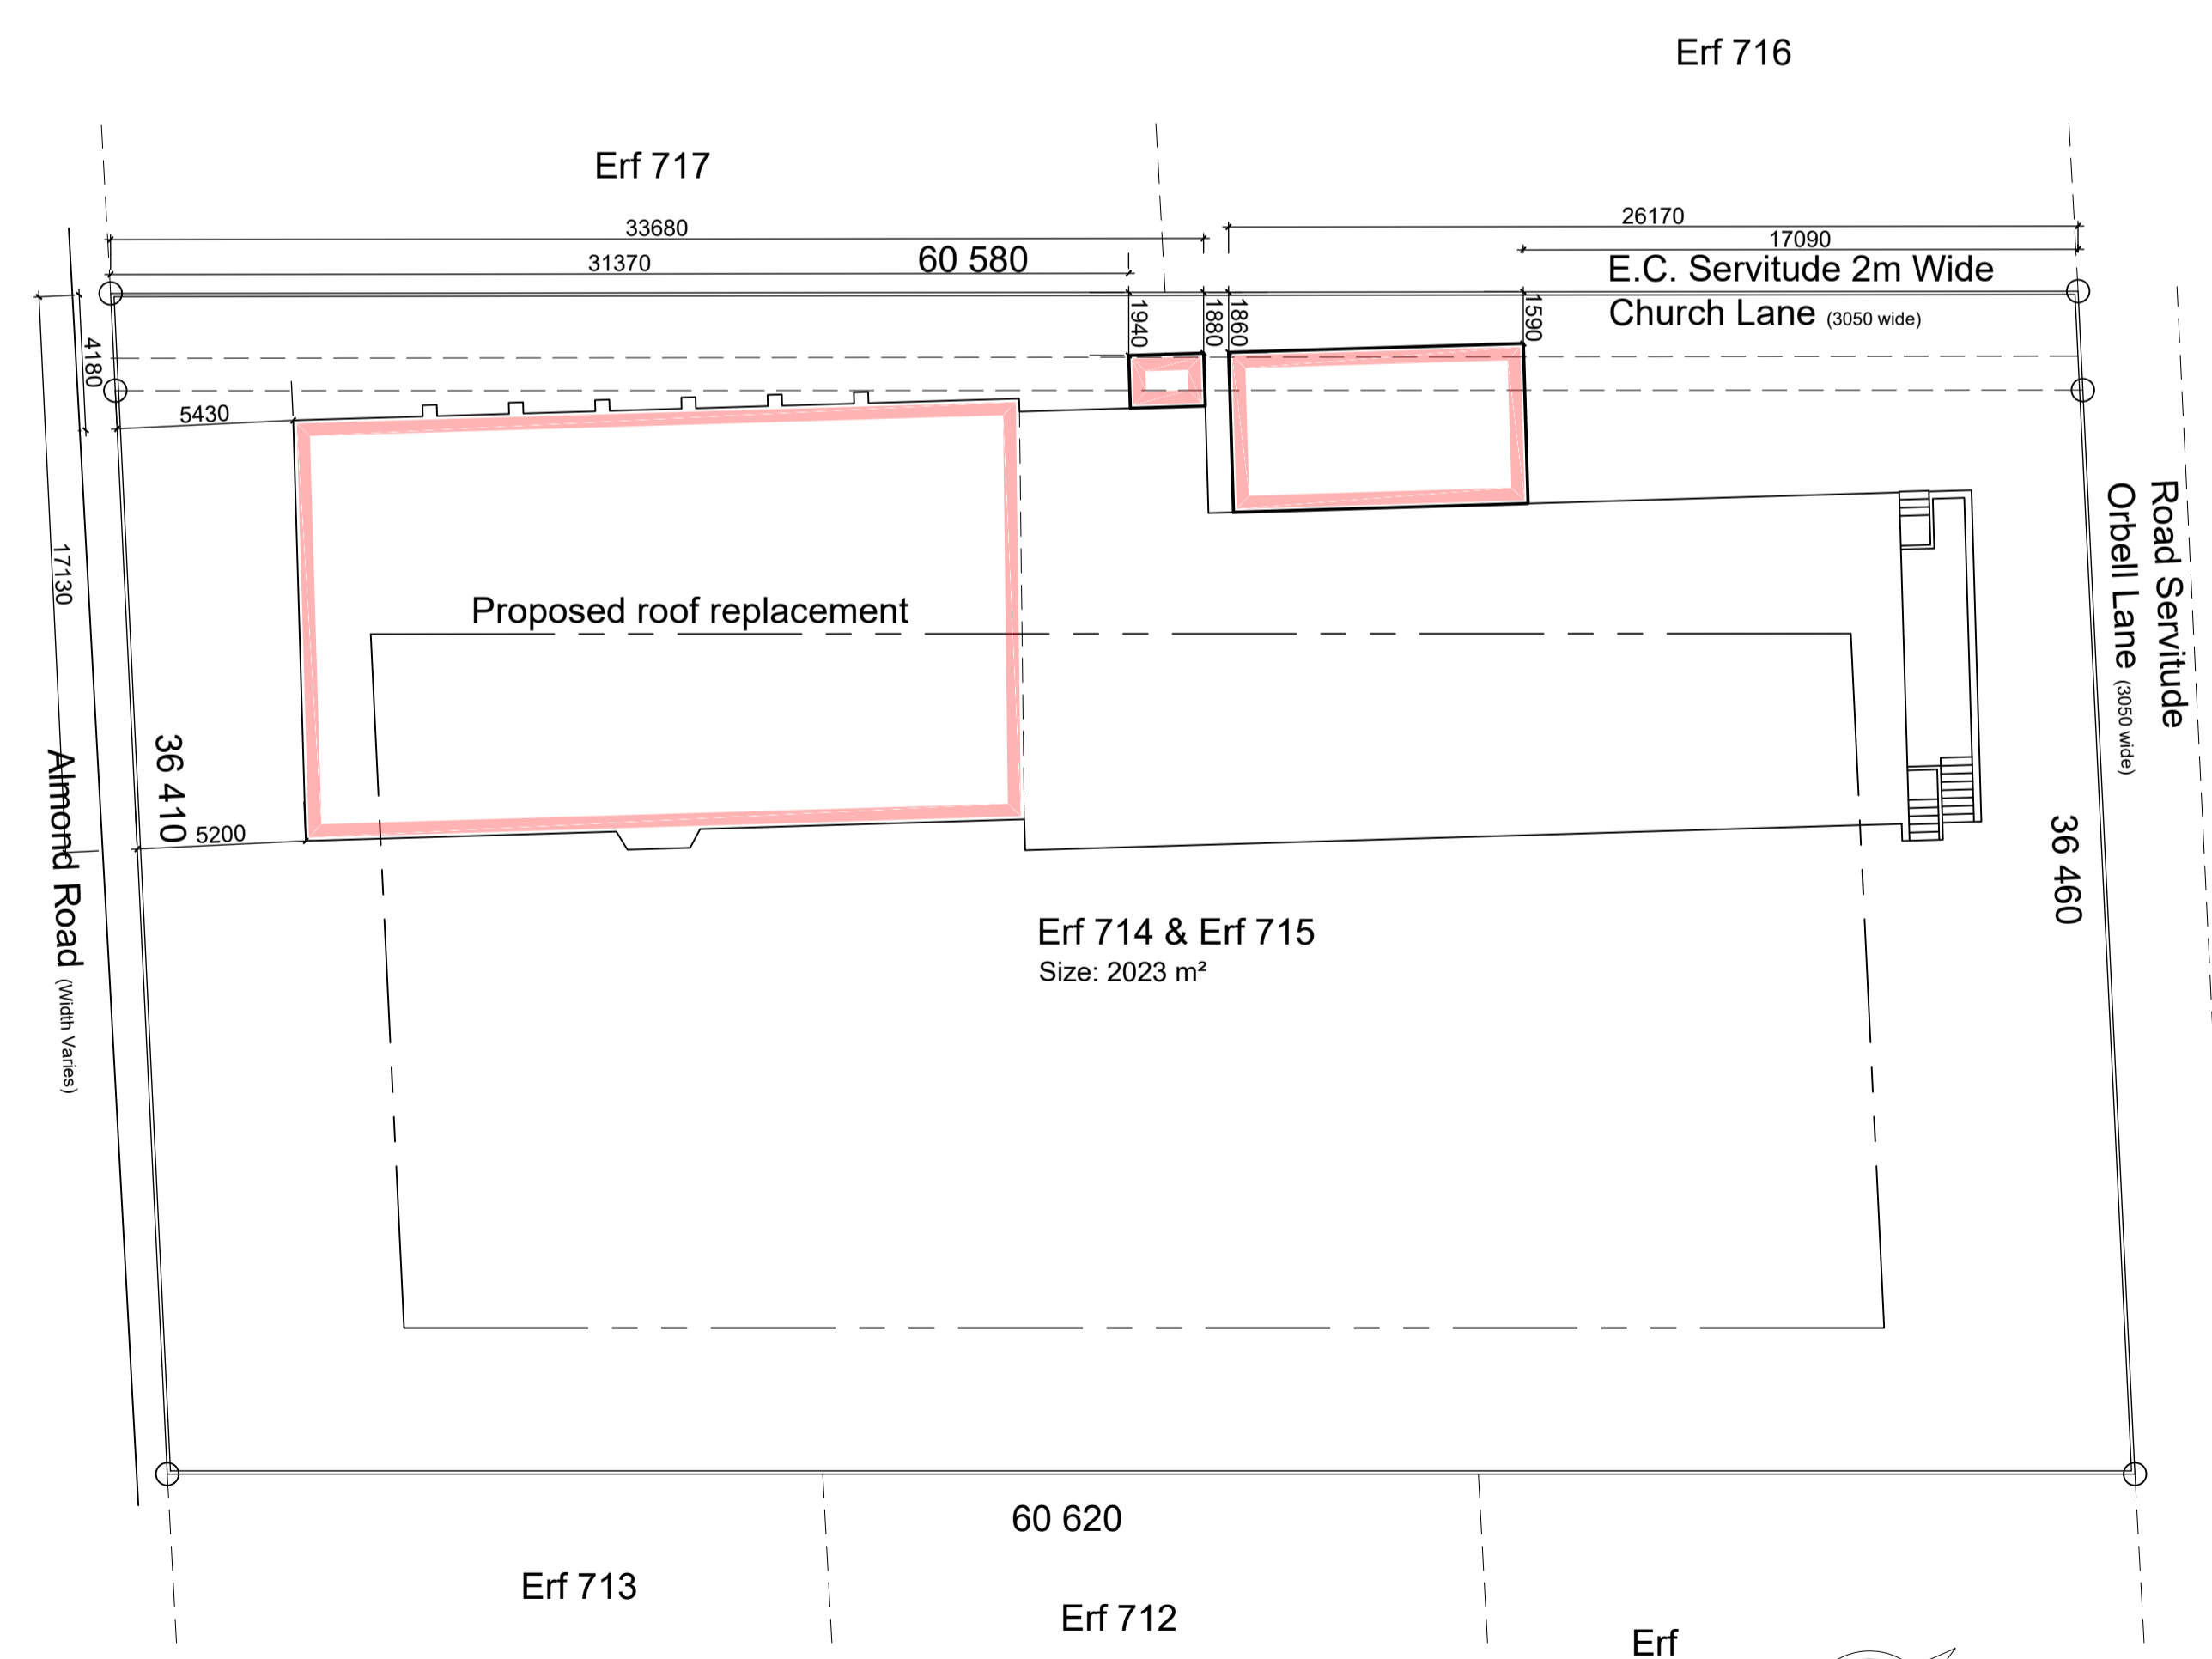 Erf 716
Erf 717
33680
26170
17090
31370
60 580
E.C. Servitude 2m Wide
Church Lane (3050 wide)
1940
1880
1860
1590
4180
5430
17130
Proposed roof replacement
Road Servitude
Orbell Lane (3050 wide)
36 410
5200
Almond Road (Width Varies)
36 460
Erf 714 & Erf 715
Size: 2023 m²
60 620
Erf 713
Erf 712
Erf